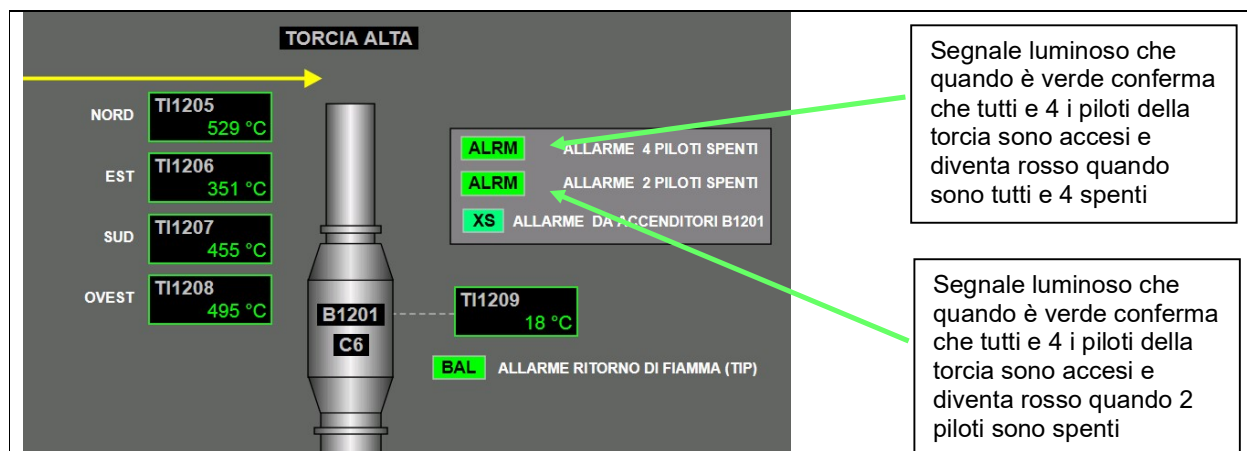 TORCIA ALTA
NORD
TI1205
529 °C
EST
TI1206
351 °C
SUD
TI1207
455 °C
OVEST
TI1208
495 °C
B1201
C6
ALRM ALLARME 4 PILOTI SPENTI
ALRM ALLARME 2 PILOTI SPENTI
XS ALLARME DA ACCENDITORI B1201
TI1209
18 °C
BAL ALLARME RITORNO DI FIAMMA (TIP)
Segnale luminoso che
quando è verde conferma
che tutti e 4 i piloti della
torcia sono accesi e
diventa rosso quando
sono tutti e 4 spenti
Segnale luminoso che
quando è verde conferma
che tutti e 4 i piloti della
torcia sono accesi e
diventa rosso quando 2
piloti sono spenti